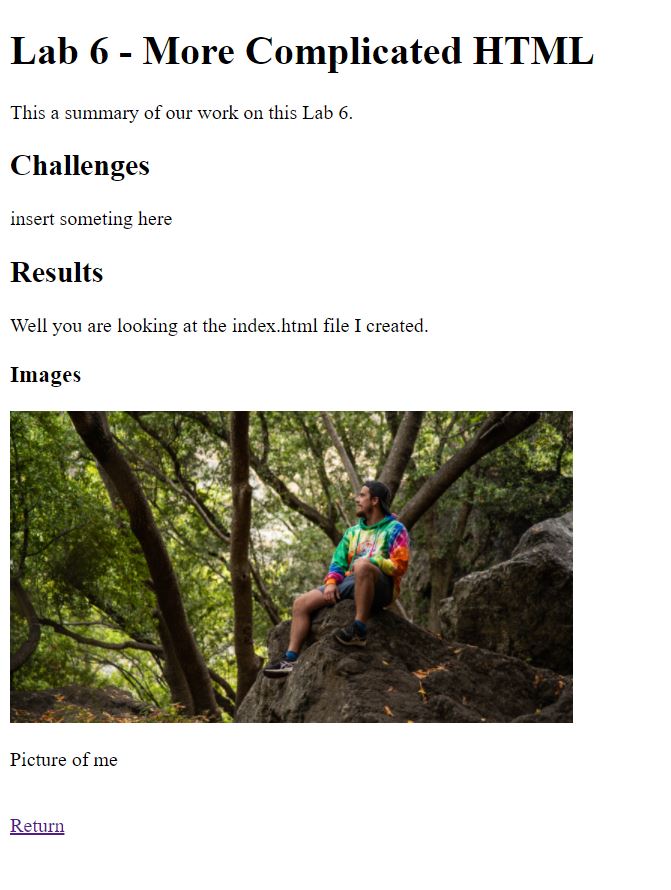 Lab 6 - More Complicated HTML
This a summary of our work on this Lab 6.
Challenges
insert someting here
Results
Well you are looking at the index.html file I created.
Images
Picture of me
Return